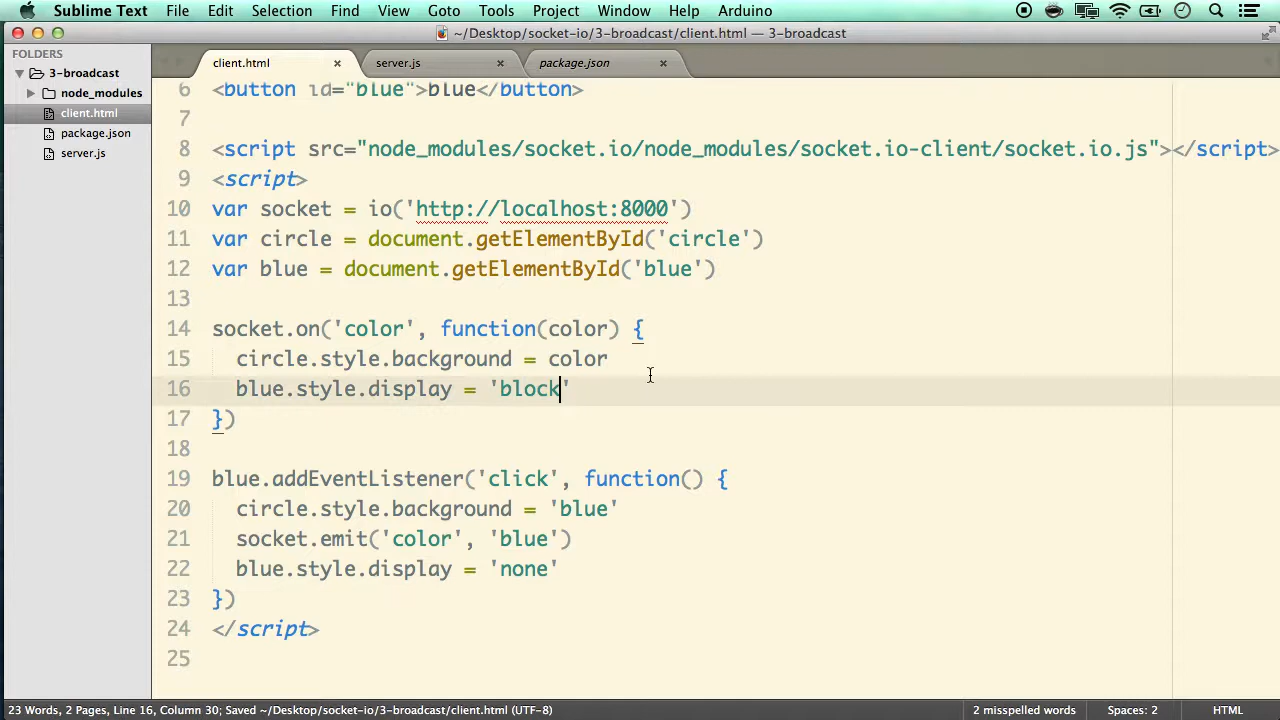 Sublime Text File Edit Selection Find View Goto Tools Project Window Help Arduino
~/Desktop/socket-io/3-broadcast/client.html — 3-broadcast
FOLDERS
3-broadcast
node_modules
client.html
package.json
server.js
client.html × server.js × package.json ×
6 <button id="blue">blue</button>
7
8 <script src="node_modules/socket.io/node_modules/socket.io-client/socket.io.js"></script>
9 <script>
10 var socket = io('http://localhost:8000')
11 var circle = document.getElementById('circle')
12 var blue = document.getElementById('blue')
13
14 socket.on('color', function(color) {
15 circle.style.background = color
16 blue.style.display = 'block'
17 })
18
19 blue.addEventListener('click', function() {
20 circle.style.background = 'blue'
21 socket.emit('color', 'blue')
22 blue.style.display = 'none'
23 })
24 </script>
25
23 Words, 2 Pages, Line 16, Column 30; Saved ~/Desktop/socket-io/3-broadcast/client.html (UTF-8) 2 misspelled words Spaces: 2 HTML